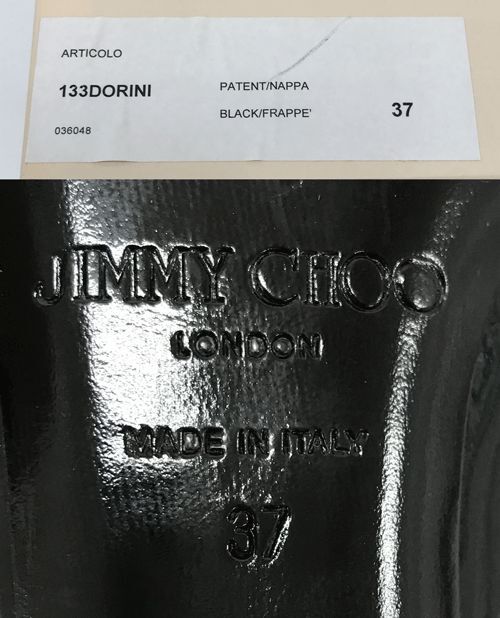 ARTICOLO
133DORINI
PATENT/NAPPA
BLACK/FRAPPE'
37
036048
JIMMY CHOO
LONDON
MADE IN ITALY
37